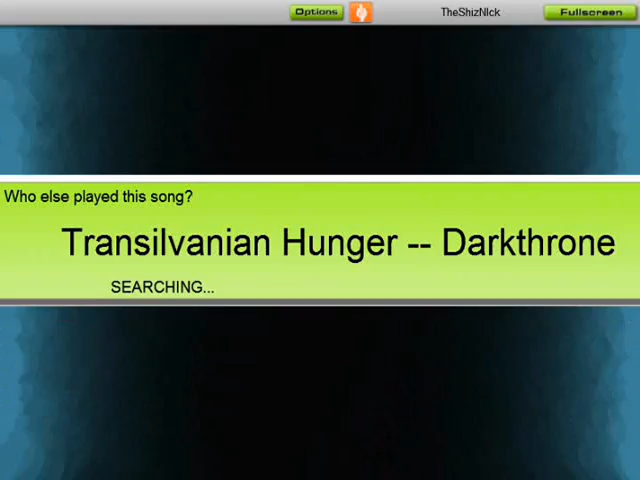 Options
TheShizNIck
Fullscreen
Who else played this song?
Transilvanian Hunger -- Darkthrone
SEARCHING...